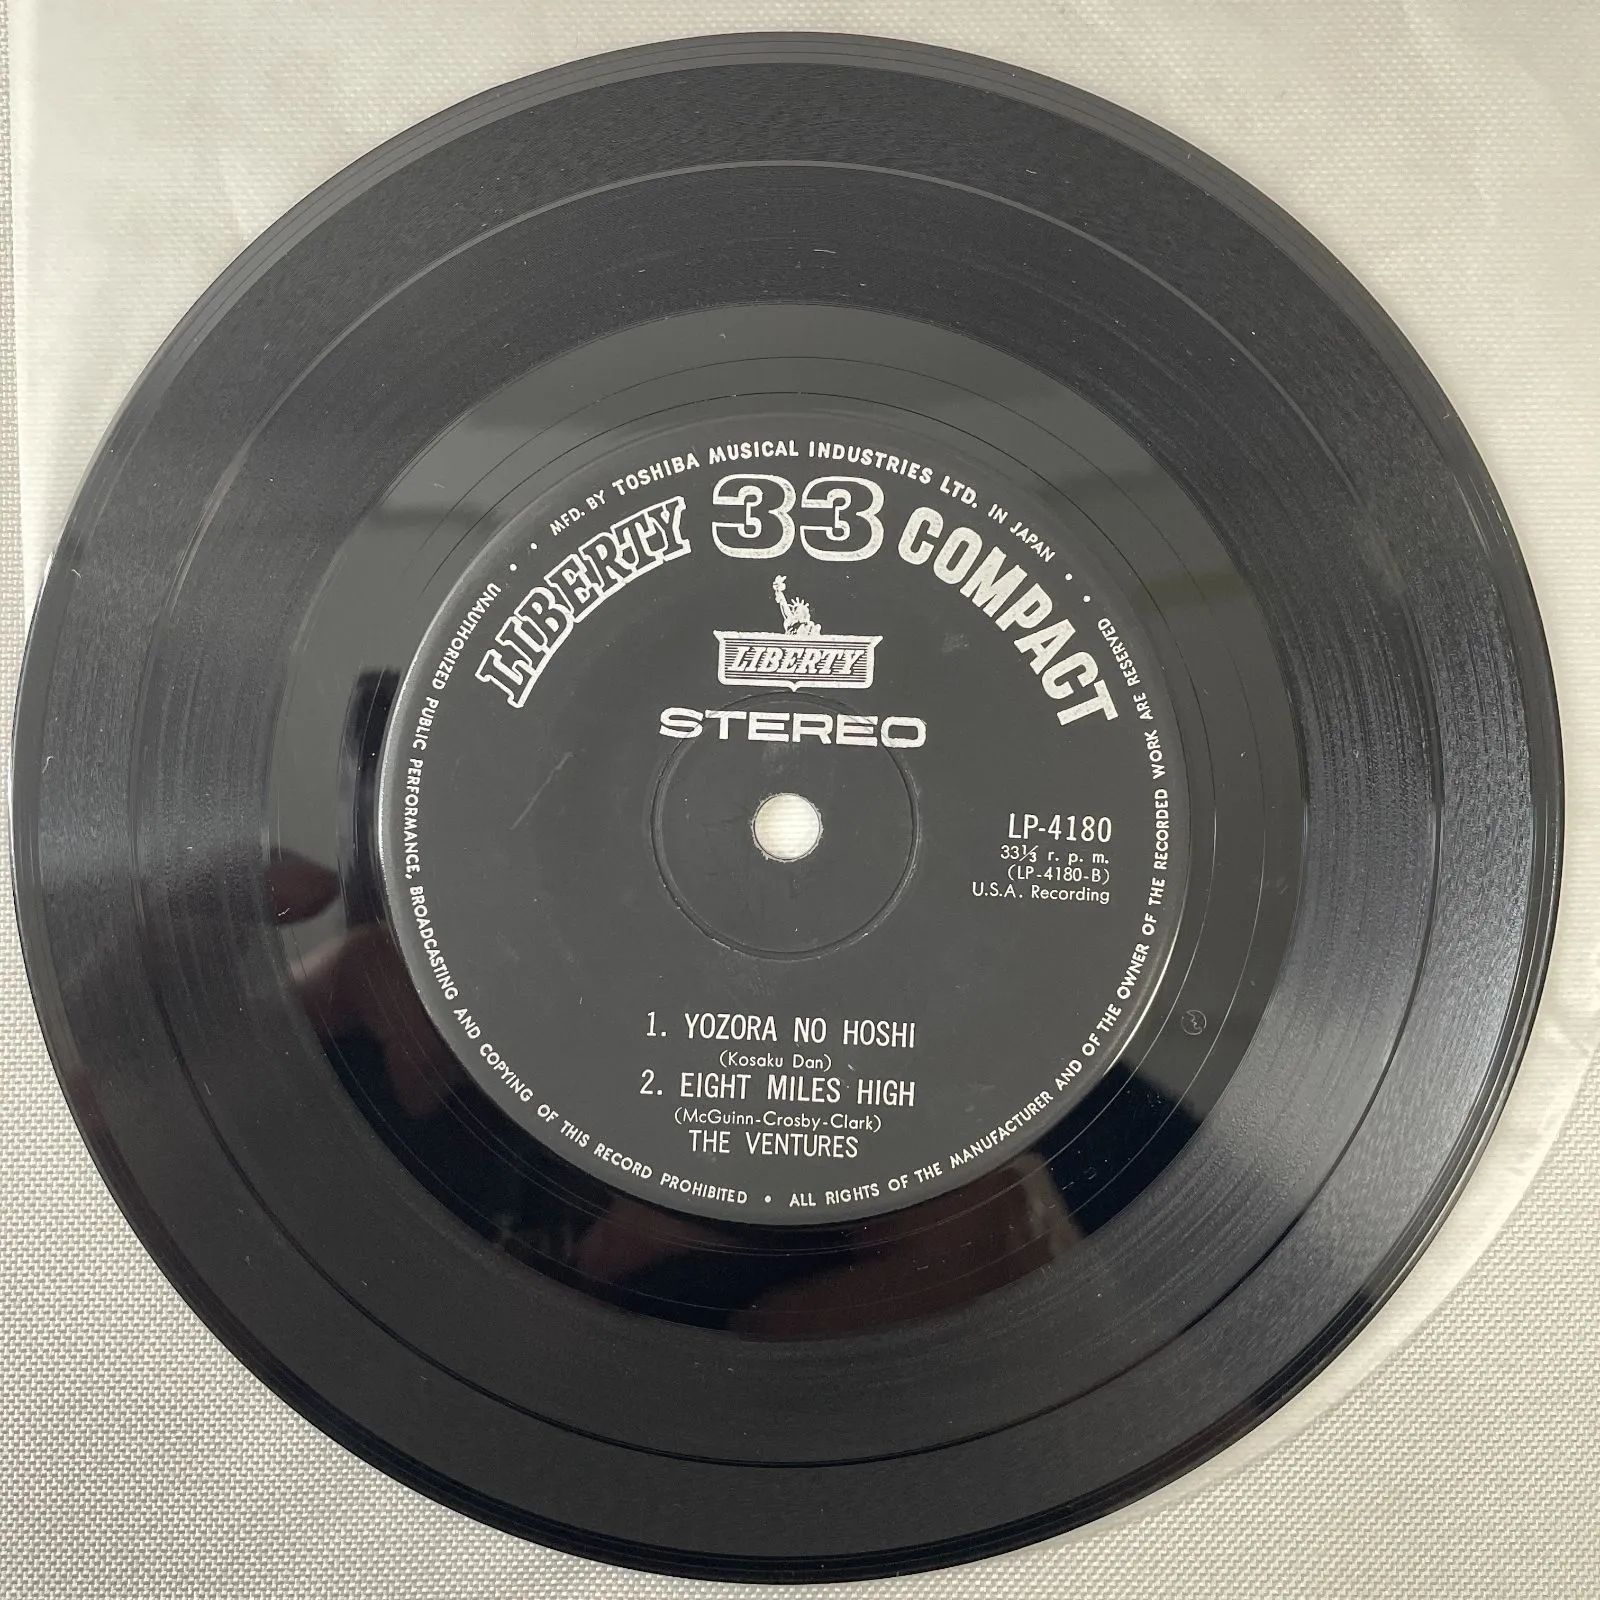 MFD. BY TOSHIBA MUSICAL INDUSTRIES LTD. IN JAPAN
LIBERTY 33 COMPACT
LIBERTY
STEREO
LP-4180
33⅓ r. p. m.
(LP-4180-B)
U.S.A. Recording
1. YOZORA NO HOSHI
(Kosaku Dan)
2. EIGHT MILES HIGH
(McGuinn-Crosby-Clark)
THE VENTURES
UNAUTHORIZED PUBLIC PERFORMANCE, BROADCASTING AND COPYING OF THIS RECORD PROHIBITED • ALL RIGHTS OF THE MANUFACTURER AND OF THE OWNER OF THE RECORDED WORK ARE RESERVED